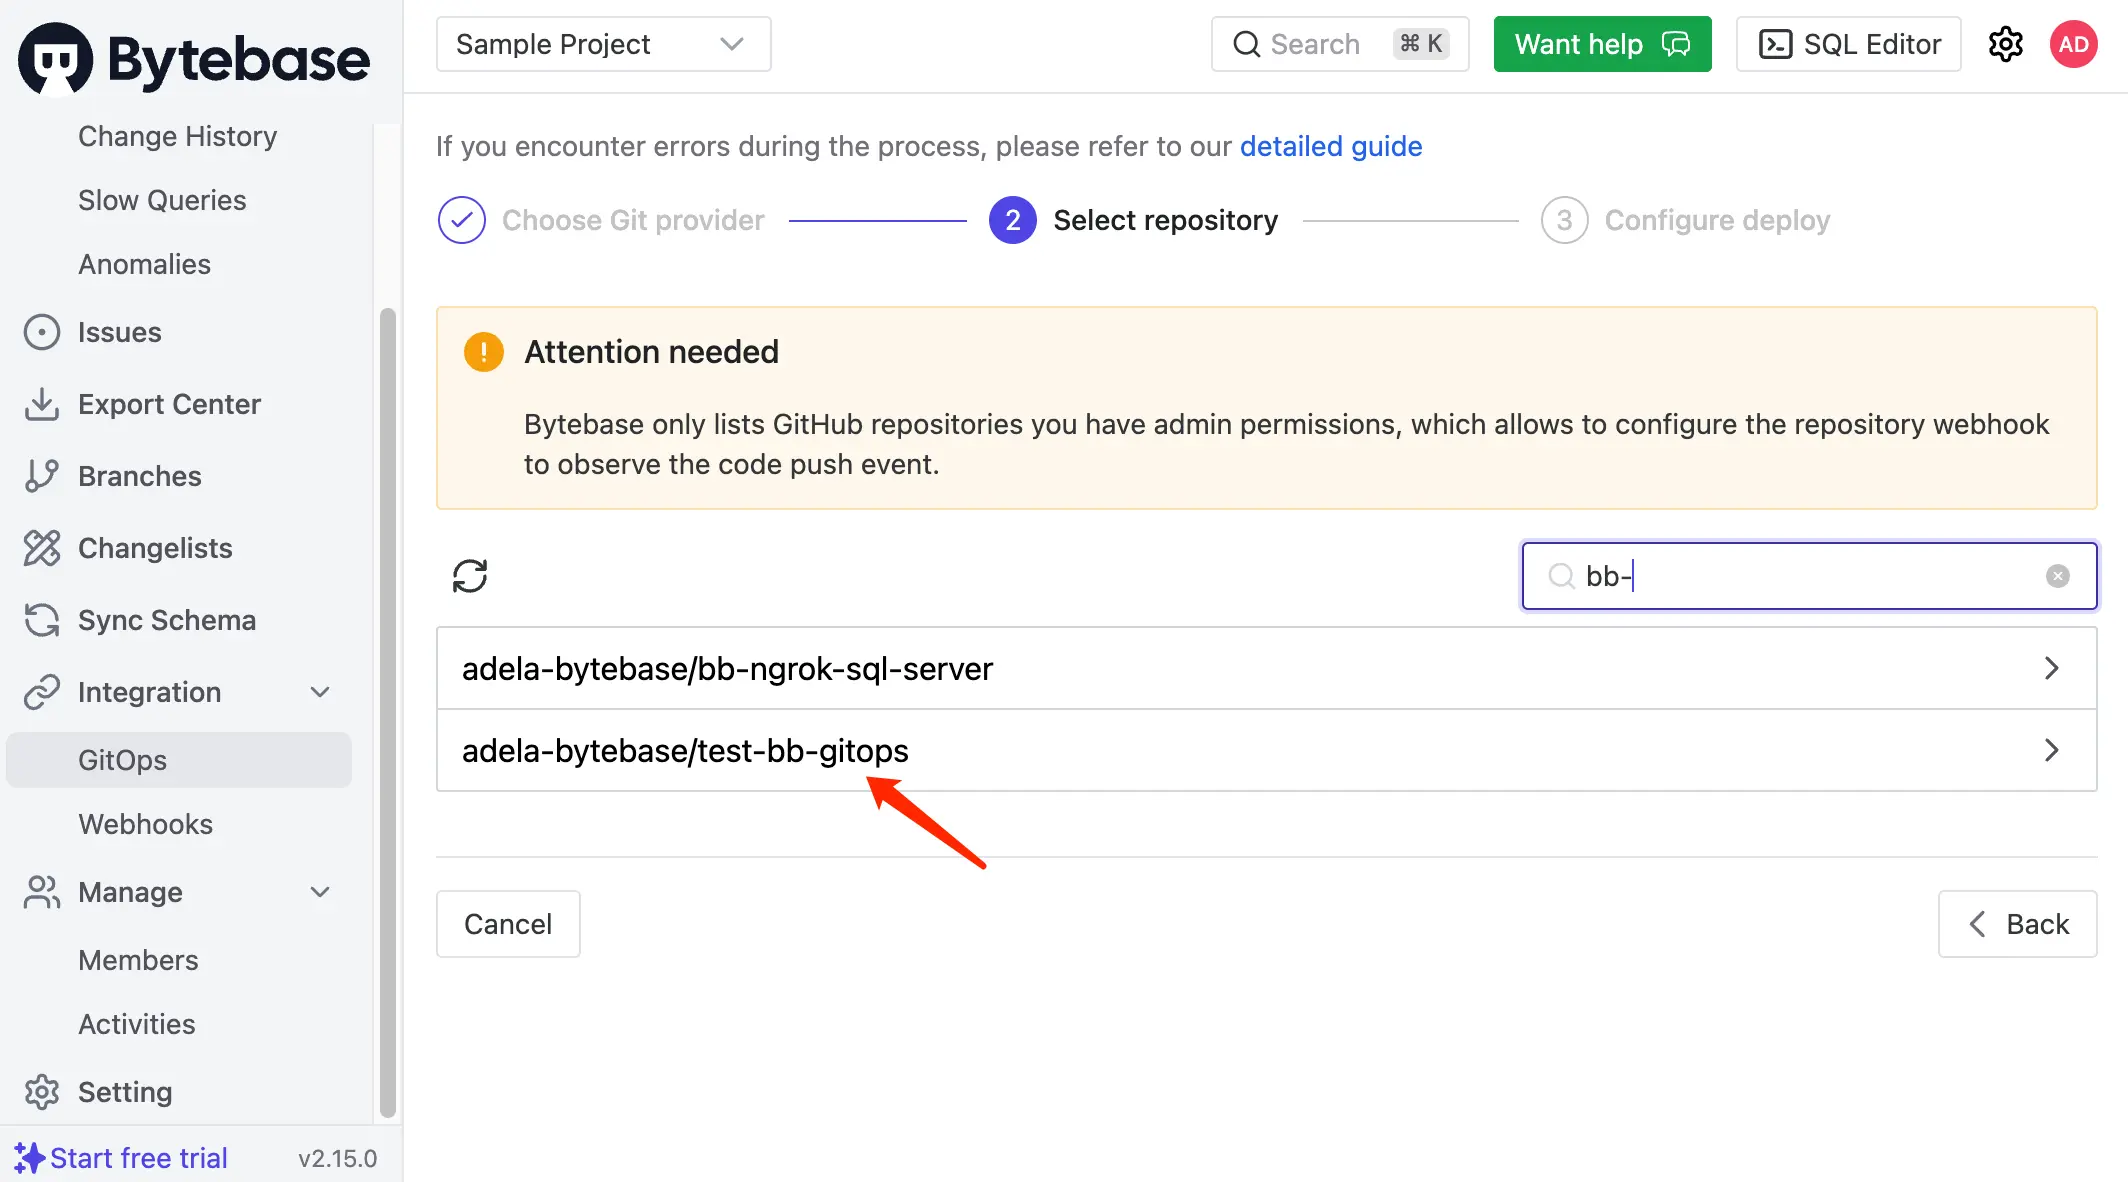 Bytebase
Sample Project
Search ⌘ K
Want help
SQL Editor
AD
Change History
Slow Queries
Anomalies
Issues
Export Center
Branches
Changelists
Sync Schema
Integration
GitOps
Webhooks
Manage
Members
Activities
Setting
Start free trial
v2.15.0
If you encounter errors during the process, please refer to our detailed guide
Choose Git provider
2 Select repository
3 Configure deploy
Attention needed
Bytebase only lists GitHub repositories you have admin permissions, which allows to configure the repository webhook
to observe the code push event.
bb-
adela-bytebase/bb-ngrok-sql-server
adela-bytebase/test-bb-gitops
Cancel
Back